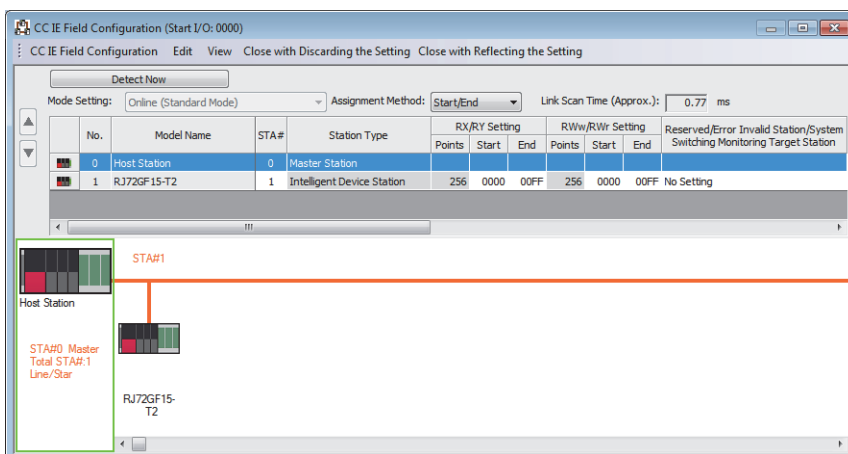 CC IE Field Configuration (Start I/O: 0000)
CC IE Field Configuration Edit View Close with Discarding the Setting Close with Reflecting the Setting
Detect Now
Mode Setting: Online (Standard Mode) Assignment Method: Start/End Link Scan Time (Approx.): 0.77 ms
No. Model Name STA# Station Type RX/RY Setting RWw/RWr Setting Reserved/Error Invalid Station/System Switching Monitoring Target Station
Points Start End Points Start End
0 Host Station 0 Master Station
1 RJ72GF15-T2 1 Intelligent Device Station 256 0000 00FF 256 0000 00FF No Setting
STA#1
Host Station
STA#0 Master
Total STA#:1
Line/Star
RJ72GF15-
T2